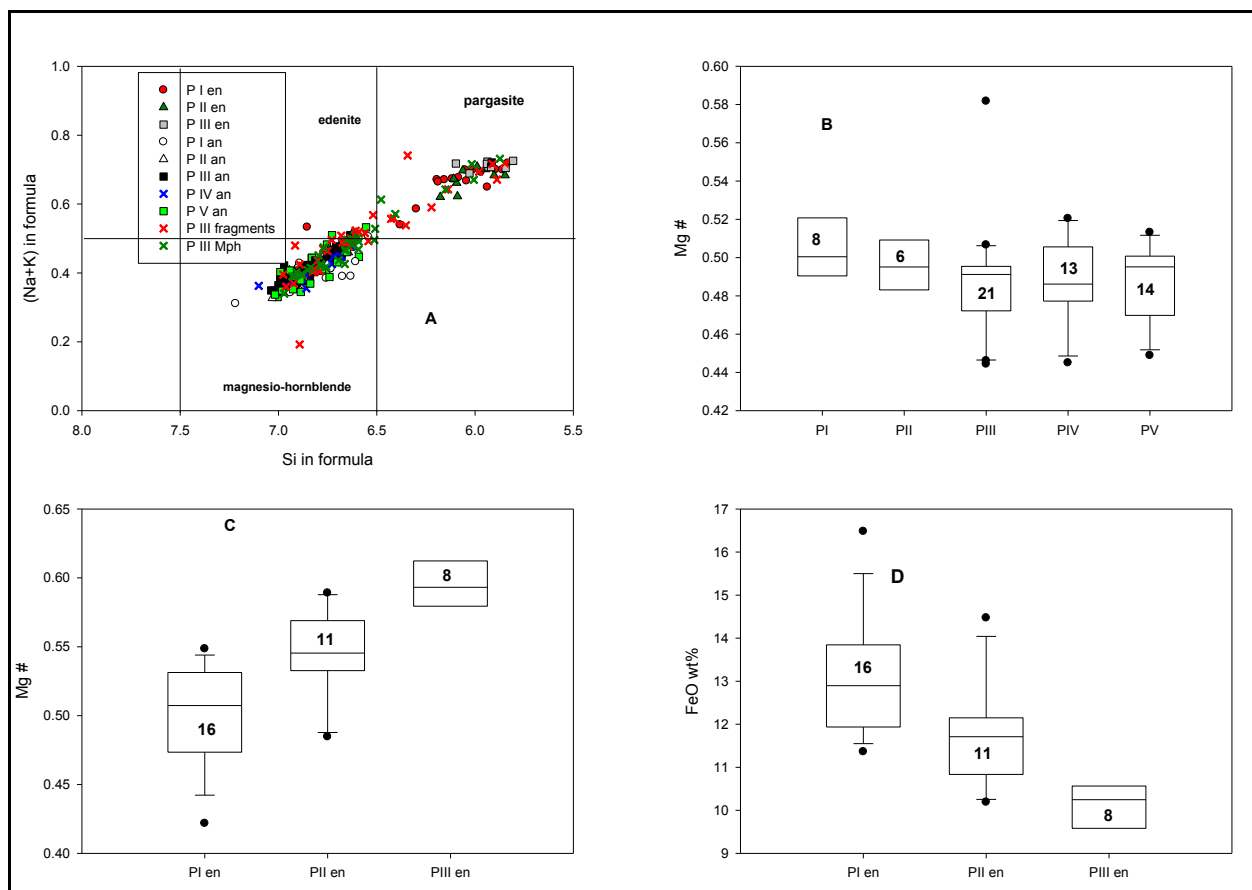 1.0
0.8
0.6
0.4
0.2
0.0
(Na+K) in formula
P I en
P II en
P III en
P I an
P II an
P III an
P IV an
P V an
P III fragments
P III Mph
edenite
pargasite
A
magnesio-hornblende
8.0 7.5 7.0 6.5 6.0 5.5
Si in formula
0.60
0.58
0.56
0.54
0.52
0.50
0.48
0.46
0.44
0.42
Mg #
B
8
6
21
13
14
PI PII PIII PIV PV
0.65
0.60
0.55
0.50
0.45
0.40
Mg #
C
16
11
8
PI en PII en PIII en
17
16
15
14
13
12
11
10
9
FeO wt%
D
16
11
8
PI en PII en PIII en